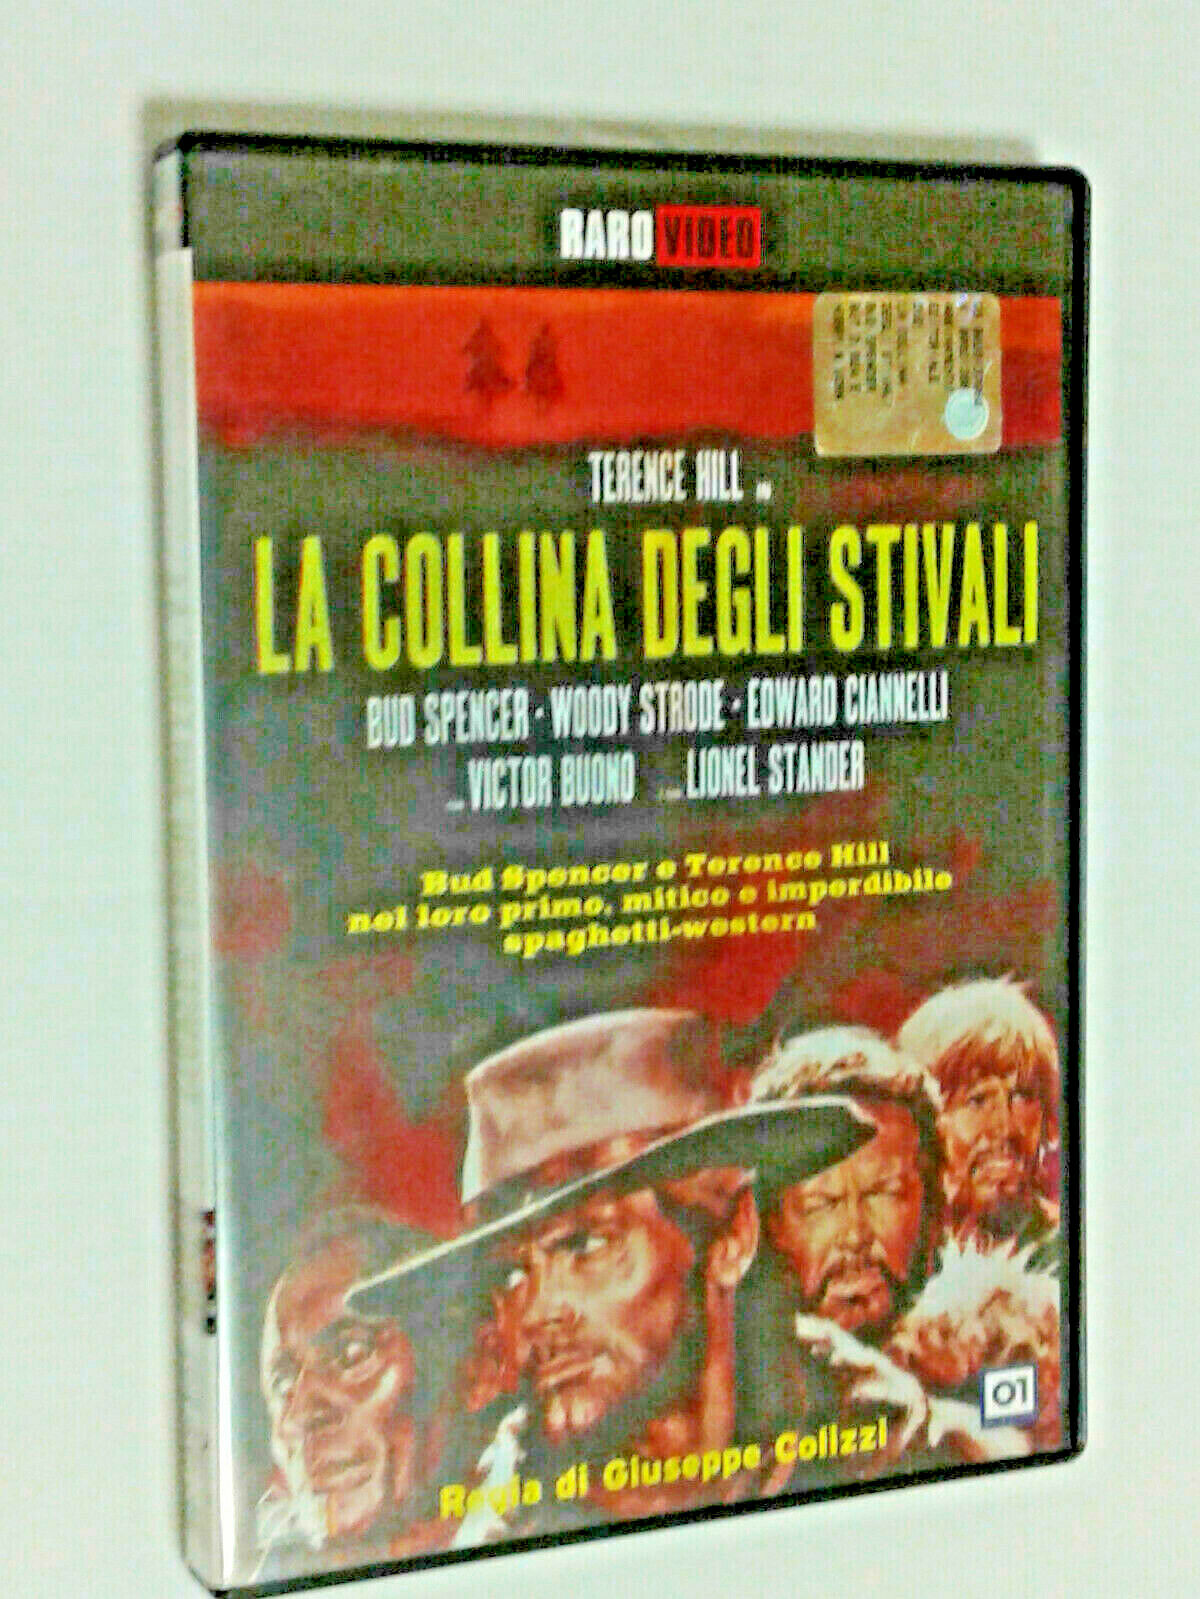 RARO VIDEO
TERENCE HILL in
LA COLLINA DEGLI STIVALI
BUD SPENCER · WOODY STRODE · EDWARD CIANNELLI
VICTOR BUONO LIONEL STANDER
Bud Spencer e Terence Hill
nel loro primo, mitico e imperdibile
spaghetti-western
Regia di Giuseppe Colizzi
01